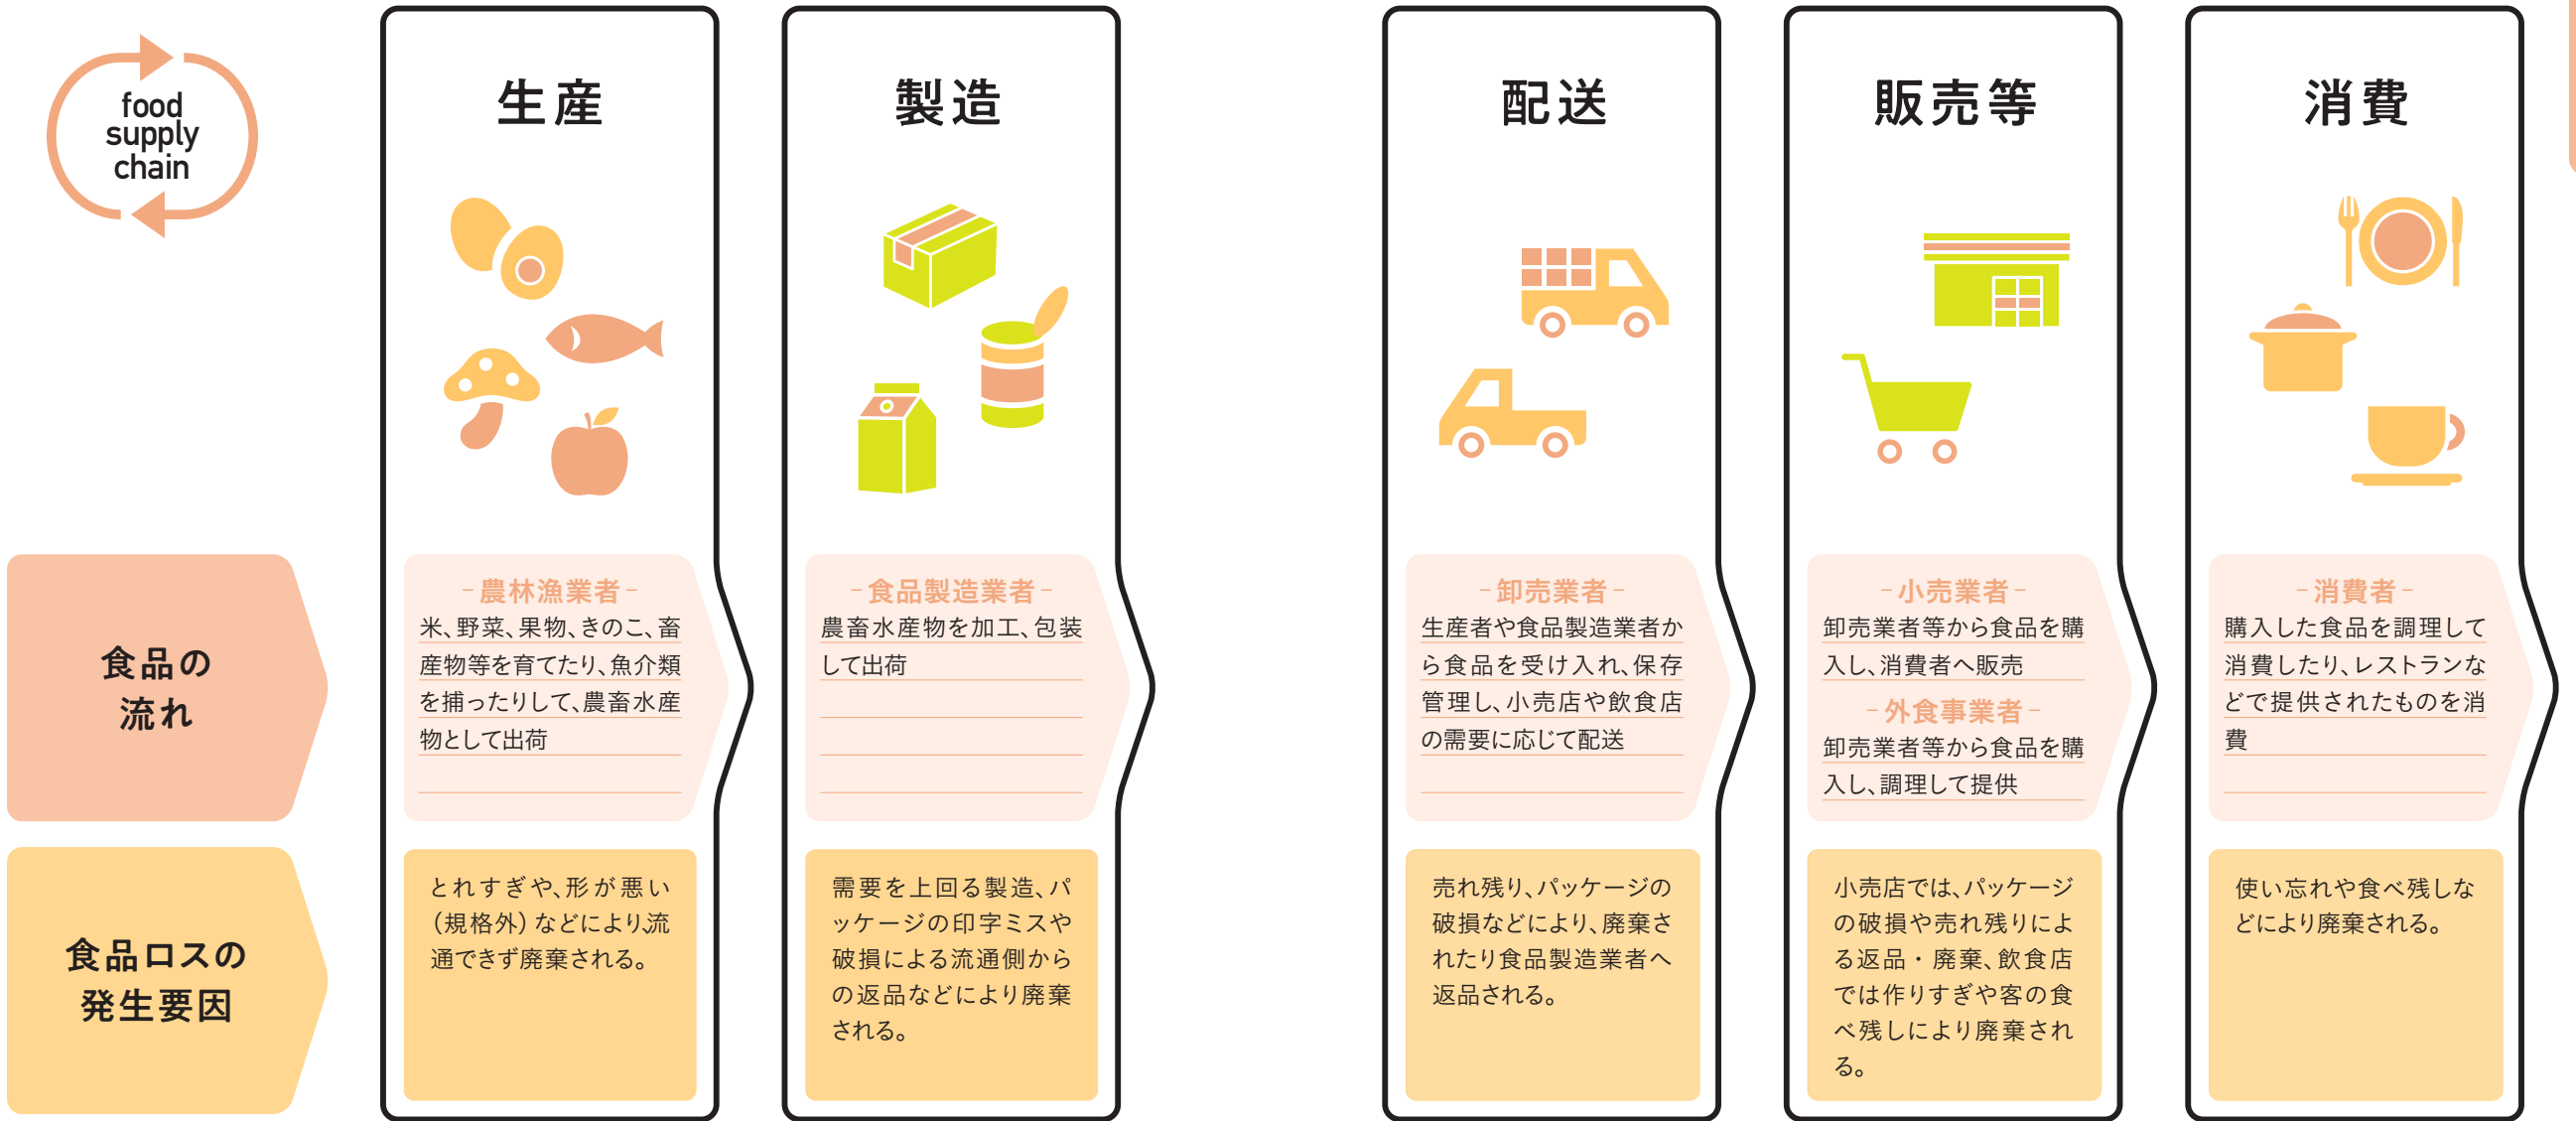 food
supply
chain
生産
製造
配送
販売等
消費
食品の
流れ
-農林漁業者-
米、野菜、果物、きのこ、畜
産物等を育てたり、魚介類
を捕ったりして、農畜水産
物として出荷
-食品製造業者-
農畜水産物を加工、包装
して出荷
-卸売業者-
生産者や食品製造業者か
ら食品を受け入れ、保存
管理し、小売店や飲食店
の需要に応じて配送
-小売業者-
卸売業者等から食品を購
入し、消費者へ販売
-外食事業者-
卸売業者等から食品を購
入し、調理して提供
-消費者-
購入した食品を調理して
消費したり、レストランな
どで提供されたものを消
費
食品ロスの
発生要因
とれすぎや、形が悪い
（規格外）などにより、流
通できず廃棄される。
需要を上回る製造、パ
ッケージの印字ミスや
破損による流通側から
の返品などにより廃棄
される。
売れ残り、パッケージの
破損などにより、廃棄さ
れたり食品製造業者へ
返品される。
小売店では、パッケージ
の破損や売れ残りによ
る返品・廃棄、飲食店
では作りすぎや客の食
べ残しにより廃棄され
る。
使い忘れや食べ残しな
どにより廃棄される。